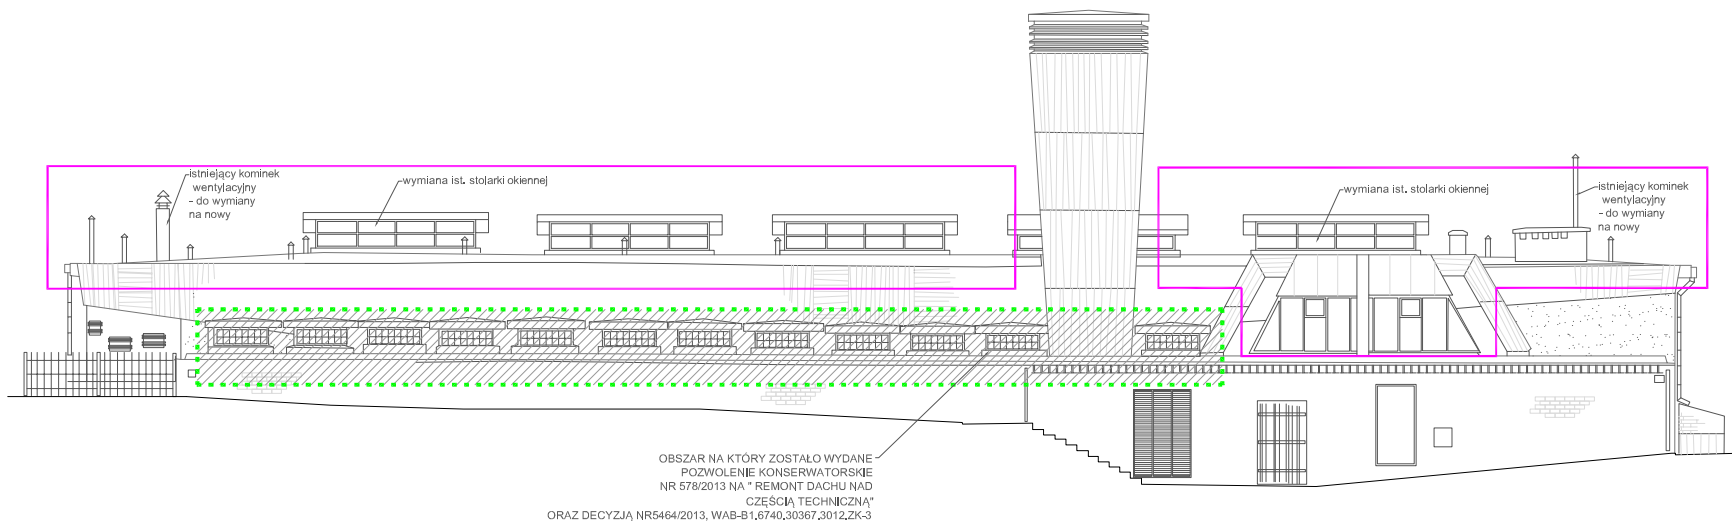 istniejący kominek
wentylacyjny
- do wymiany
na nowy
wymiana ist. stolarki okiennej
wymiana ist. stolarki okiennej
istniejący kominek
wentylacyjny
- do wymiany
na nowy
OBSZAR NA KTÓRY ZOSTAŁO WYDANE
POZWOLENIE KONSERWATORSKIE
NR 578/2013 NA " REMONT DACHU NAD
CZĘŚCIĄ TECHNICZNĄ"
ORAZ DECYZJĄ NR5464/2013, WAB-B1.6740.30367.3012.ZK-3